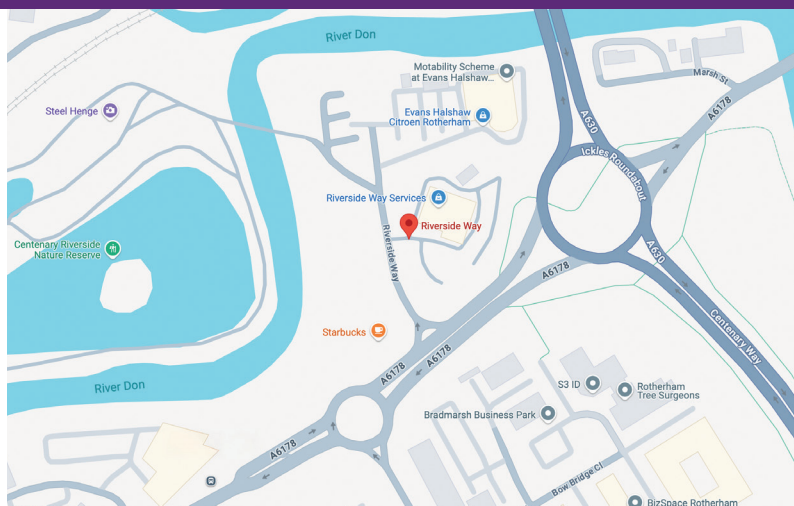 River Don
Motability Scheme
at Evans Halshaw...
Marsh St
A6178
Steel Henge
Evans Halshaw
Citroen Rotherham
A630
Ickles Roundabout
Riverside Way Services
Riverside Way
Riverside Way
Centenary Riverside
Nature Reserve
A630
A6178
Starbucks
Centenary Way
A6178
A6178
River Don
S3 ID
Rotherham
Tree Surgeons
Bradmarsh Business Park
A6178
Bow Bridge Cl
BizSpace Rotherham